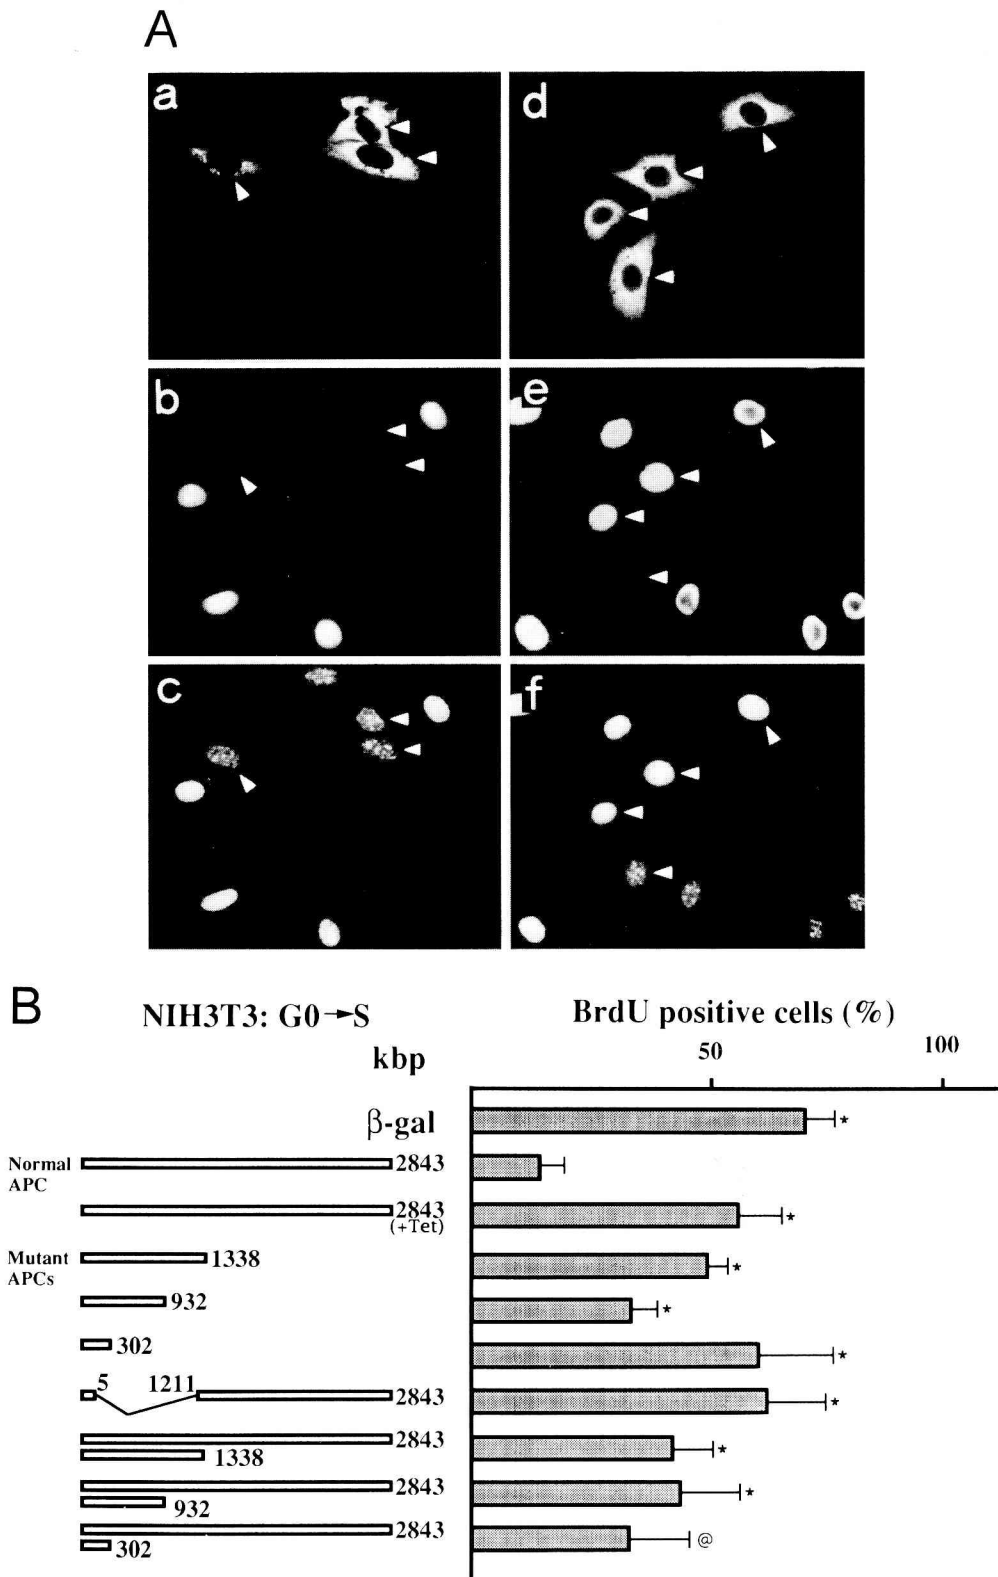 A
a
d
b
e
c
f
B
NIH3T3: G0→S
BrdU positive cells (%)
kbp
50
100
β-gal
*
Normal
APC
2843
2843
(+Tet)
*
Mutant
APCs
1338
*
932
*
302
*
5
1211
2843
*
2843
1338
*
2843
932
*
2843
302
@